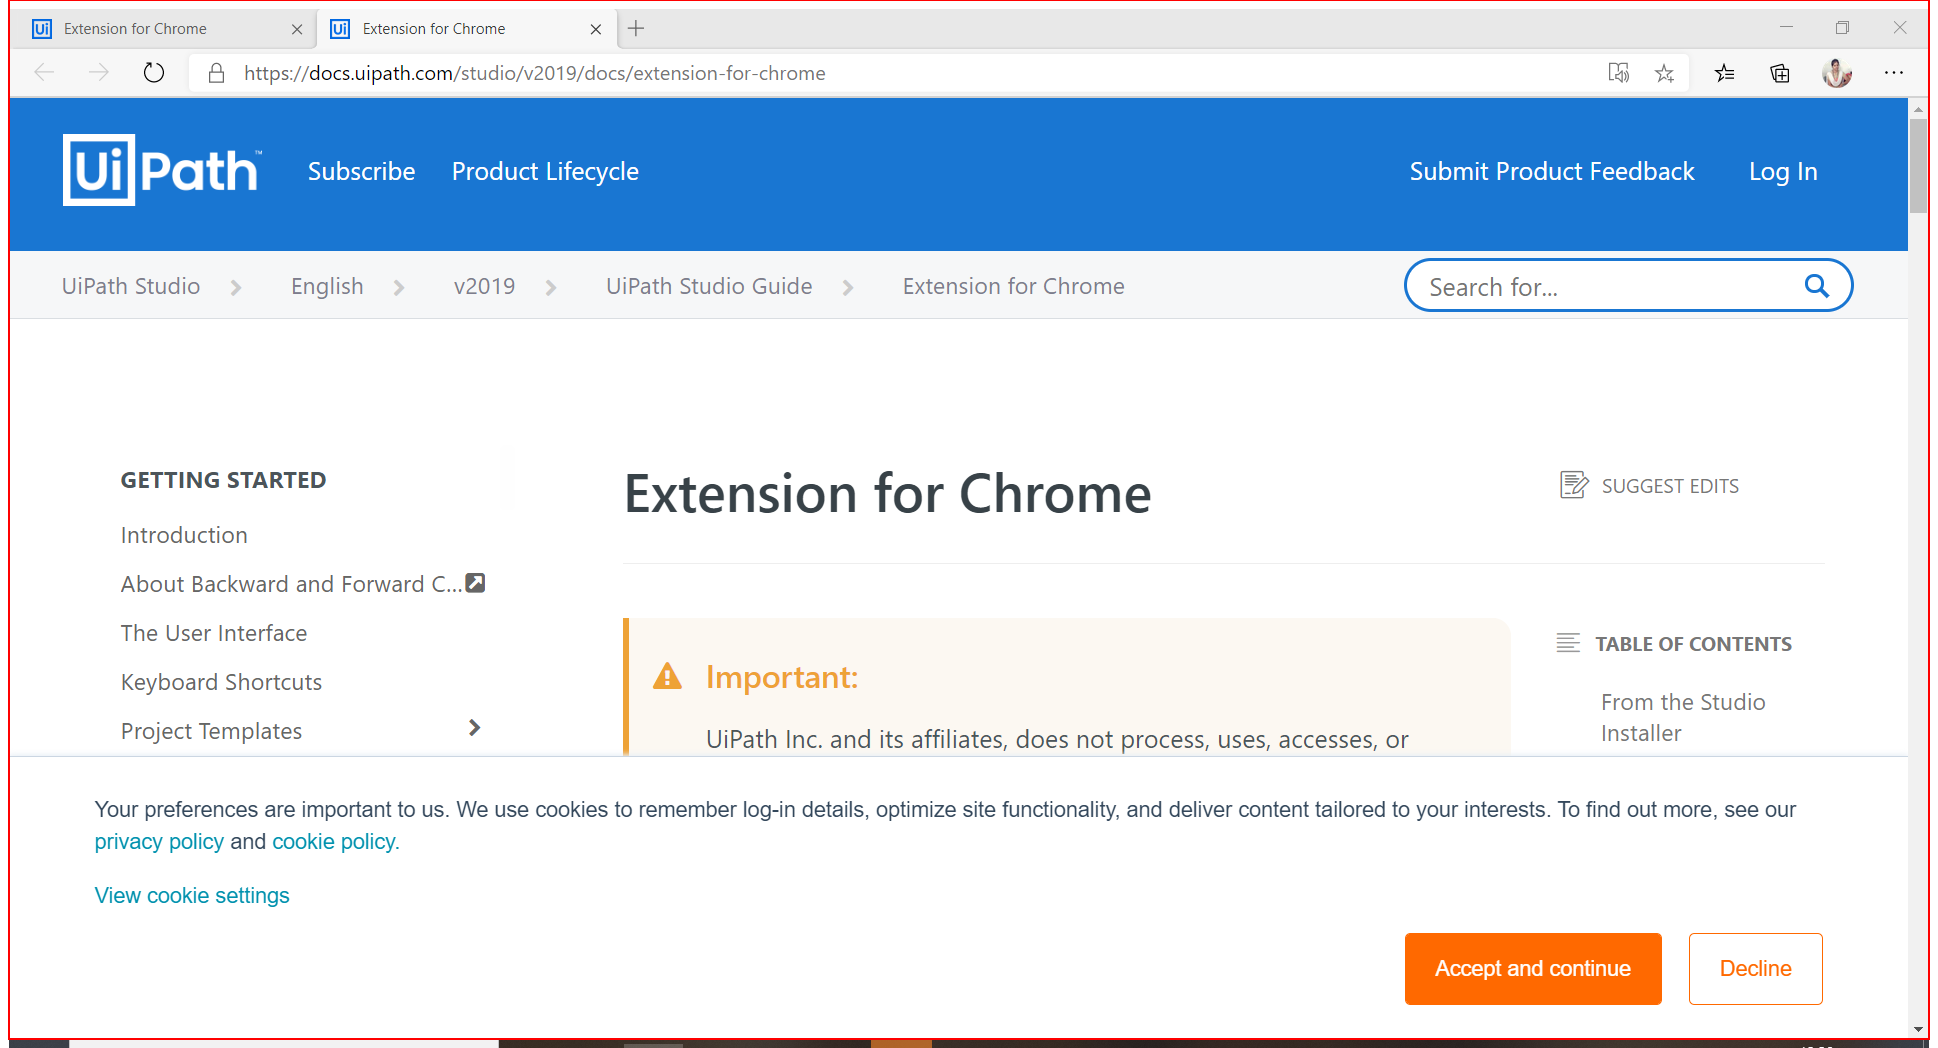 Ui Extension for Chrome
Ui Extension for Chrome
https://docs.uipath.com/studio/v2019/docs/extension-for-chrome
UiPath™ Subscribe Product Lifecycle Submit Product Feedback Log In
UiPath Studio English v2019 UiPath Studio Guide Extension for Chrome Search for...
GETTING STARTED
Introduction
About Backward and Forward C...
The User Interface
Keyboard Shortcuts
Project Templates
Extension for Chrome
Important:
UiPath Inc. and its affiliates, does not process, uses, accesses, or
SUGGEST EDITS
TABLE OF CONTENTS
From the Studio
Installer
Your preferences are important to us. We use cookies to remember log-in details, optimize site functionality, and deliver content tailored to your interests. To find out more, see our
privacy policy and cookie policy.
View cookie settings
Accept and continue Decline